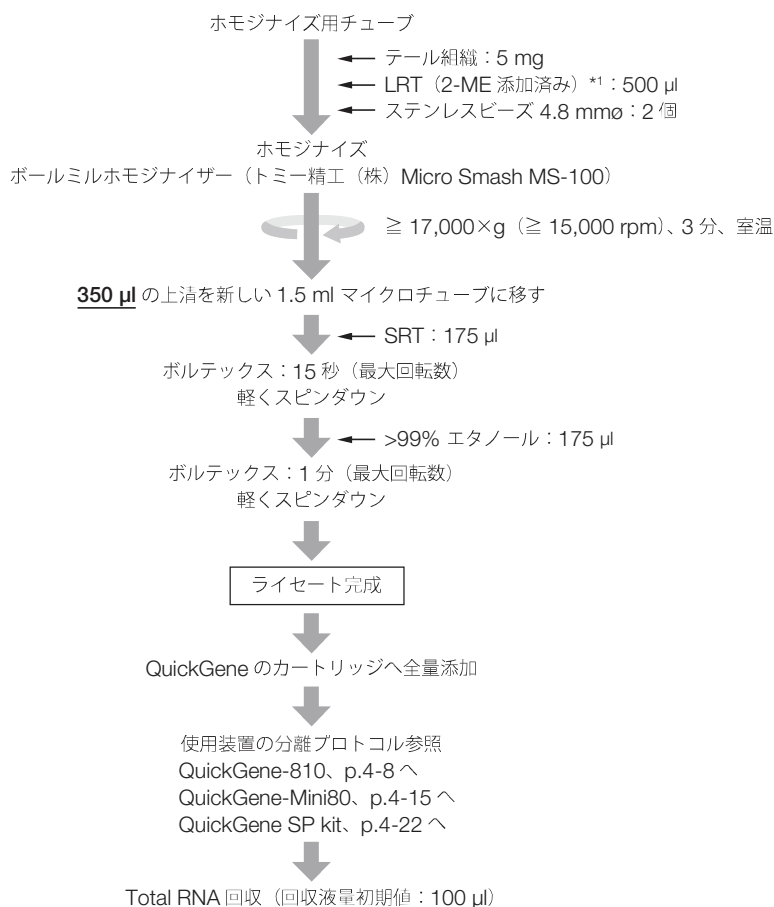 ホモジナイズ用チューブ
テール組織：5 mg
LRT（2-ME 添加済み）*1：500 µl
ステンレスビーズ 4.8 mmø：2 個
ホモジナイズ
ボールミルホモジナイザー（トミー精工（株）Micro Smash MS-100）
≧ 17,000×g（≧ 15,000 rpm）、3 分、室温
350 µl の上清を新しい 1.5 ml マイクロチューブに移す
SRT：175 µl
ボルテックス：15 秒（最大回転数）
軽くスピンダウン
>99% エタノール：175 µl
ボルテックス：1 分（最大回転数）
軽くスピンダウン
ライセート完成
QuickGene のカートリッジへ全量添加
使用装置の分離プロトコル参照
QuickGene-810、p.4-8 へ
QuickGene-Mini80、p.4-15 へ
QuickGene SP kit、p.4-22 へ
Total RNA 回収（回収液量初期値：100 µl）